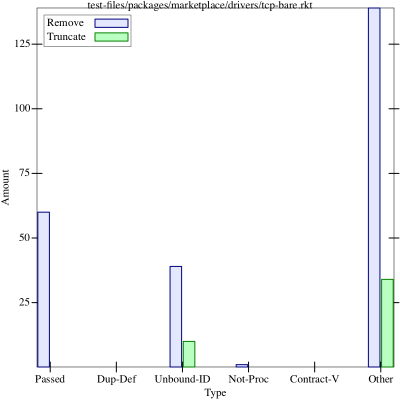 test-files/packages/marketplace/drivers/tcp-bare.rkt
Remove
Truncate
125
100
75
50
25
Amount
Passed Dup-Def Unbound-ID Not-Proc Contract-V Other
Type